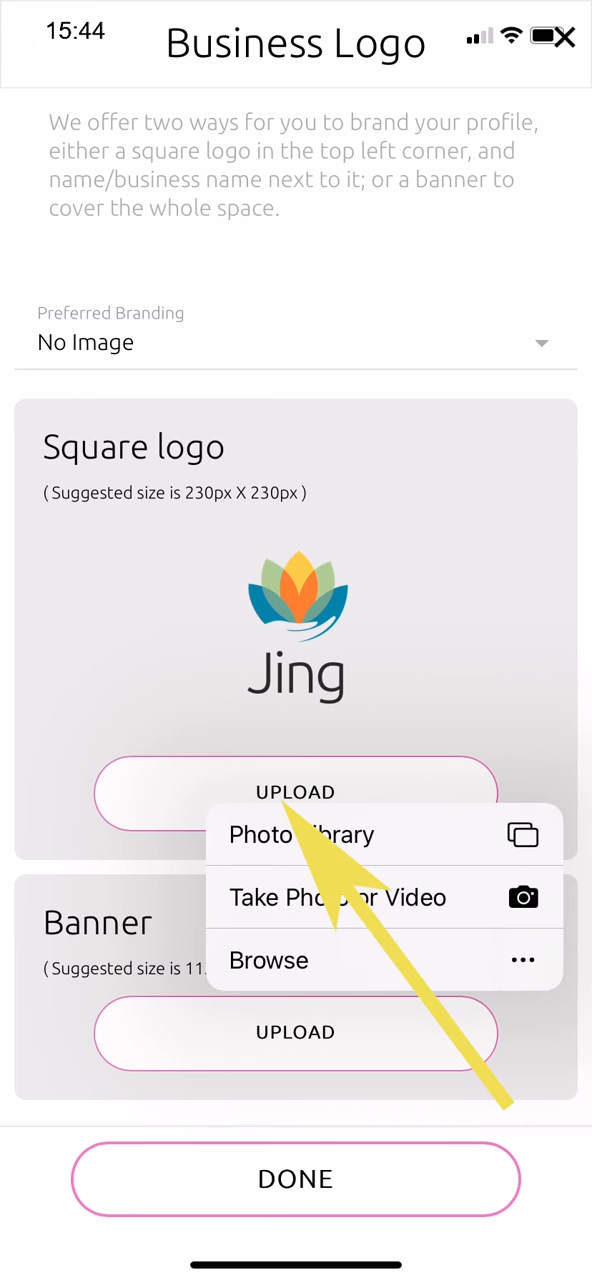 15:44
Business Logo
We offer two ways for you to brand your profile,
either a square logo in the top left corner, and
name/business name next to it; or a banner to
cover the whole space.
Preferred Branding
No Image
Square logo
( Suggested size is 230px X 230px )
Jing
UPLOAD
Photo Library
Take Photo or Video
Browse
Banner
( Suggested size is
UPLOAD
DONE